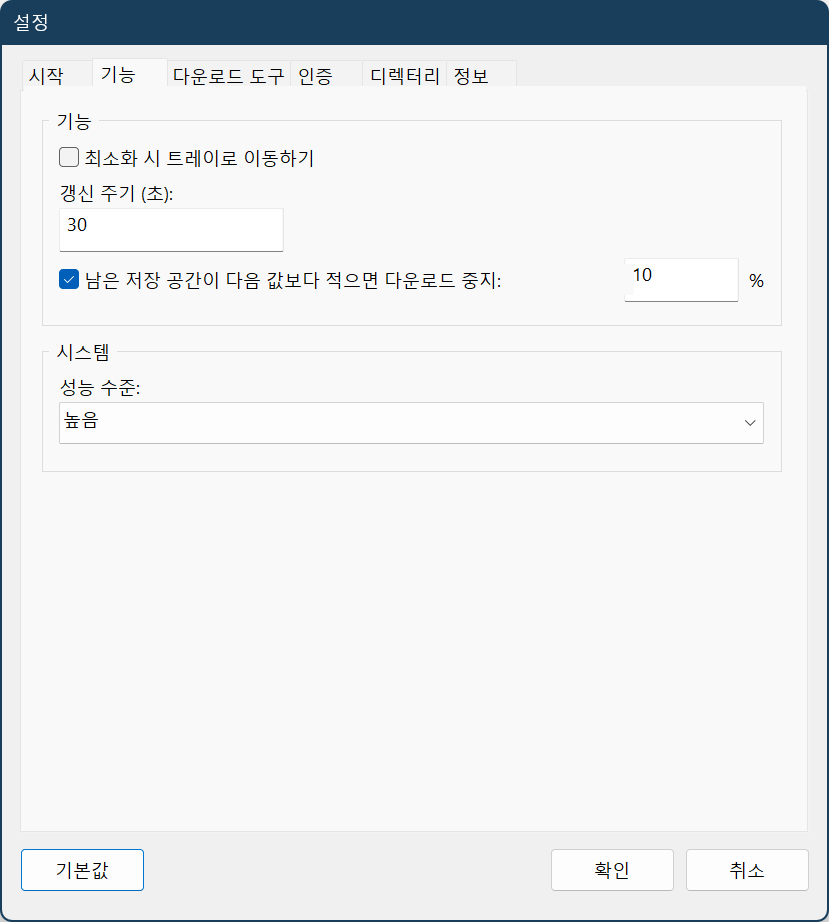 설정
시작 기능 다운로드 도구 인증 디렉터리 정보
기능
최소화 시 트레이로 이동하기
갱신 주기 (초):
30
남은 저장 공간이 다음 값보다 적으면 다운로드 중지: 10 %
시스템
성능 수준:
높음
기본값 확인 취소